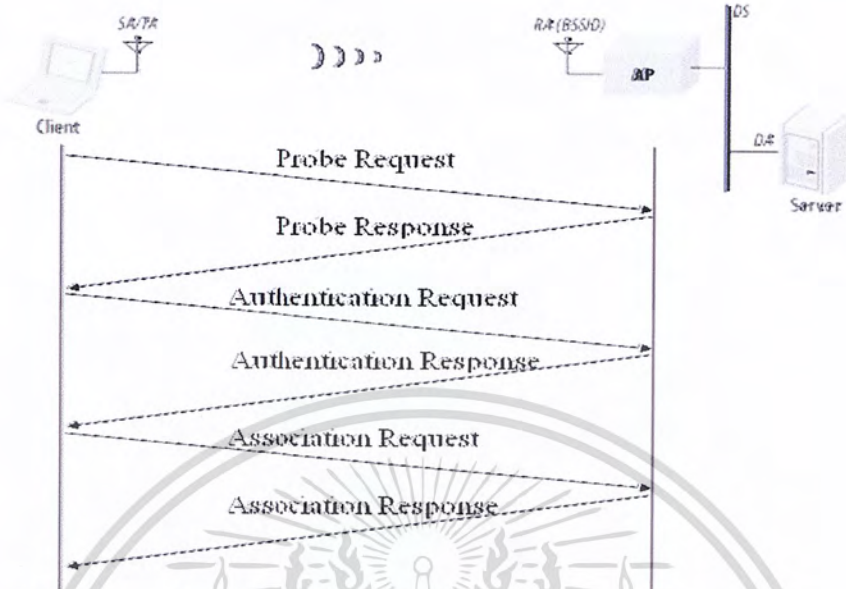 SA/TA
RA (BSSID)
DS
AP
Client
DA
Server
Probe Request
Probe Response
Authentication Request
Authentication Response
Association Request
Association Response